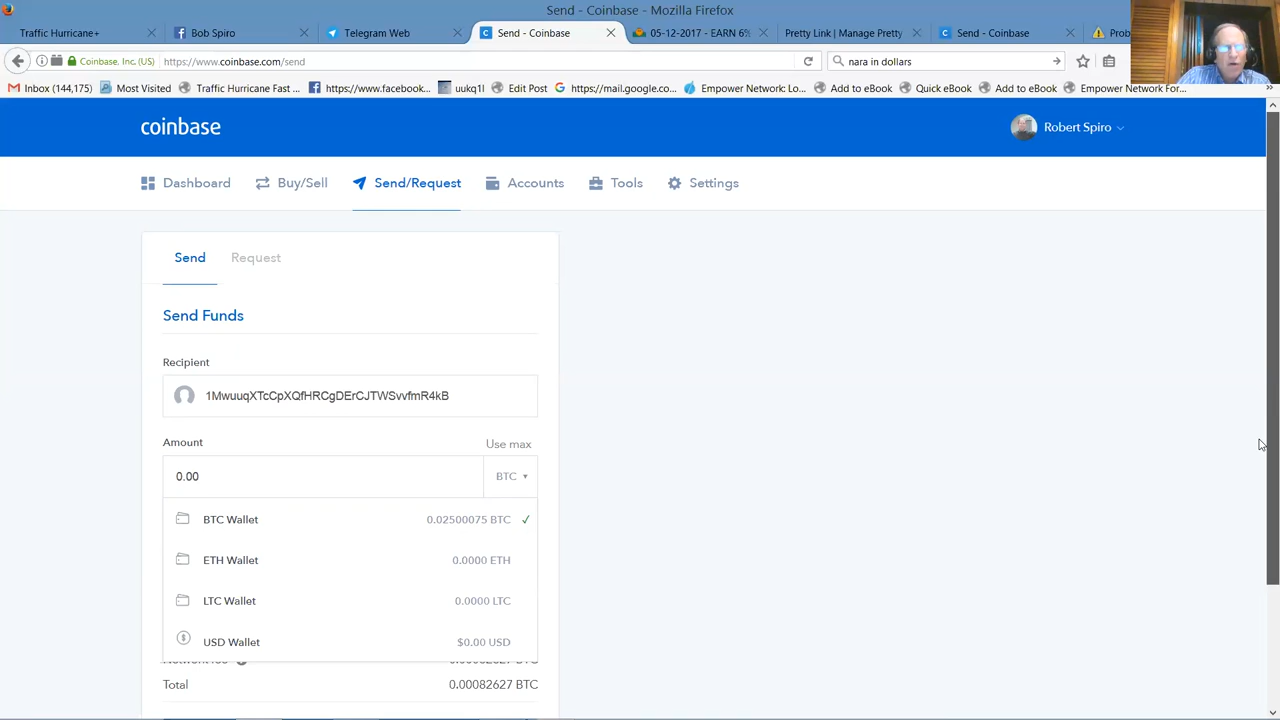 Send - Coinbase - Mozilla Firefox
Traffic Hurricane+
Bob Spiro
Telegram Web
Send - Coinbase
05-12-2017 - EARN 6%
Pretty Link | Manage Pretty
Send - Coinbase
Prob
Coinbase, Inc. (US)
https://www.coinbase.com/send
nara in dollars
Inbox (144,175)
Most Visited
Traffic Hurricane Fast ...
https://www.facebook...
uukq1l
Edit Post
https://mail.google.co...
Empower Network: Lo...
Add to eBook
Quick eBook
Add to eBook
Empower Network For...
coinbase
Robert Spiro
Dashboard
Buy/Sell
Send/Request
Accounts
Tools
Settings
Send
Request
Send Funds
Recipient
1MwuuqXTcCpXQfHRCgDErCJTWSvvfmR4kB
Amount
Use max
0.00
BTC
BTC Wallet
0.02500075 BTC
ETH Wallet
0.0000 ETH
LTC Wallet
0.0000 LTC
USD Wallet
$0.00 USD
Total
0.00082627 BTC